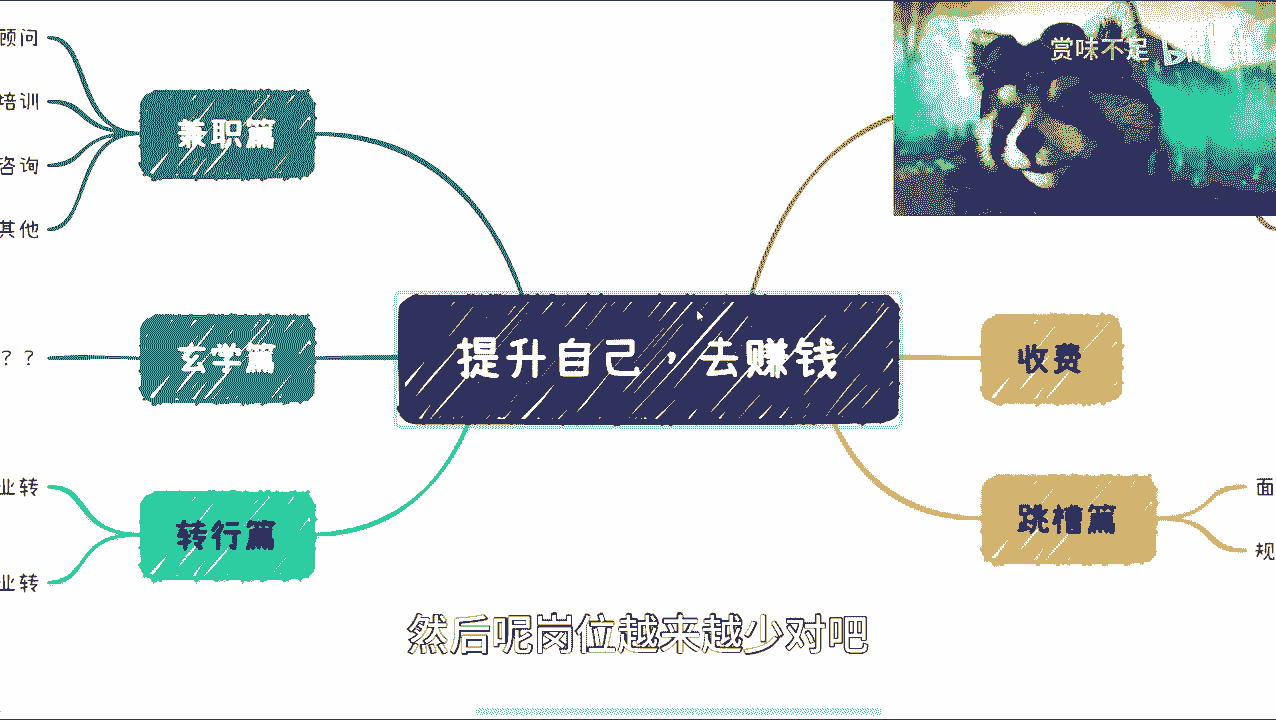 顾问
培训
咨询
其他
兼职篇
赏味不足
玄学篇
？？
提升自己，去赚钱
收费
业转
业转
转行篇
跳槽篇
面
规
然后呢岗位越来越少对吧